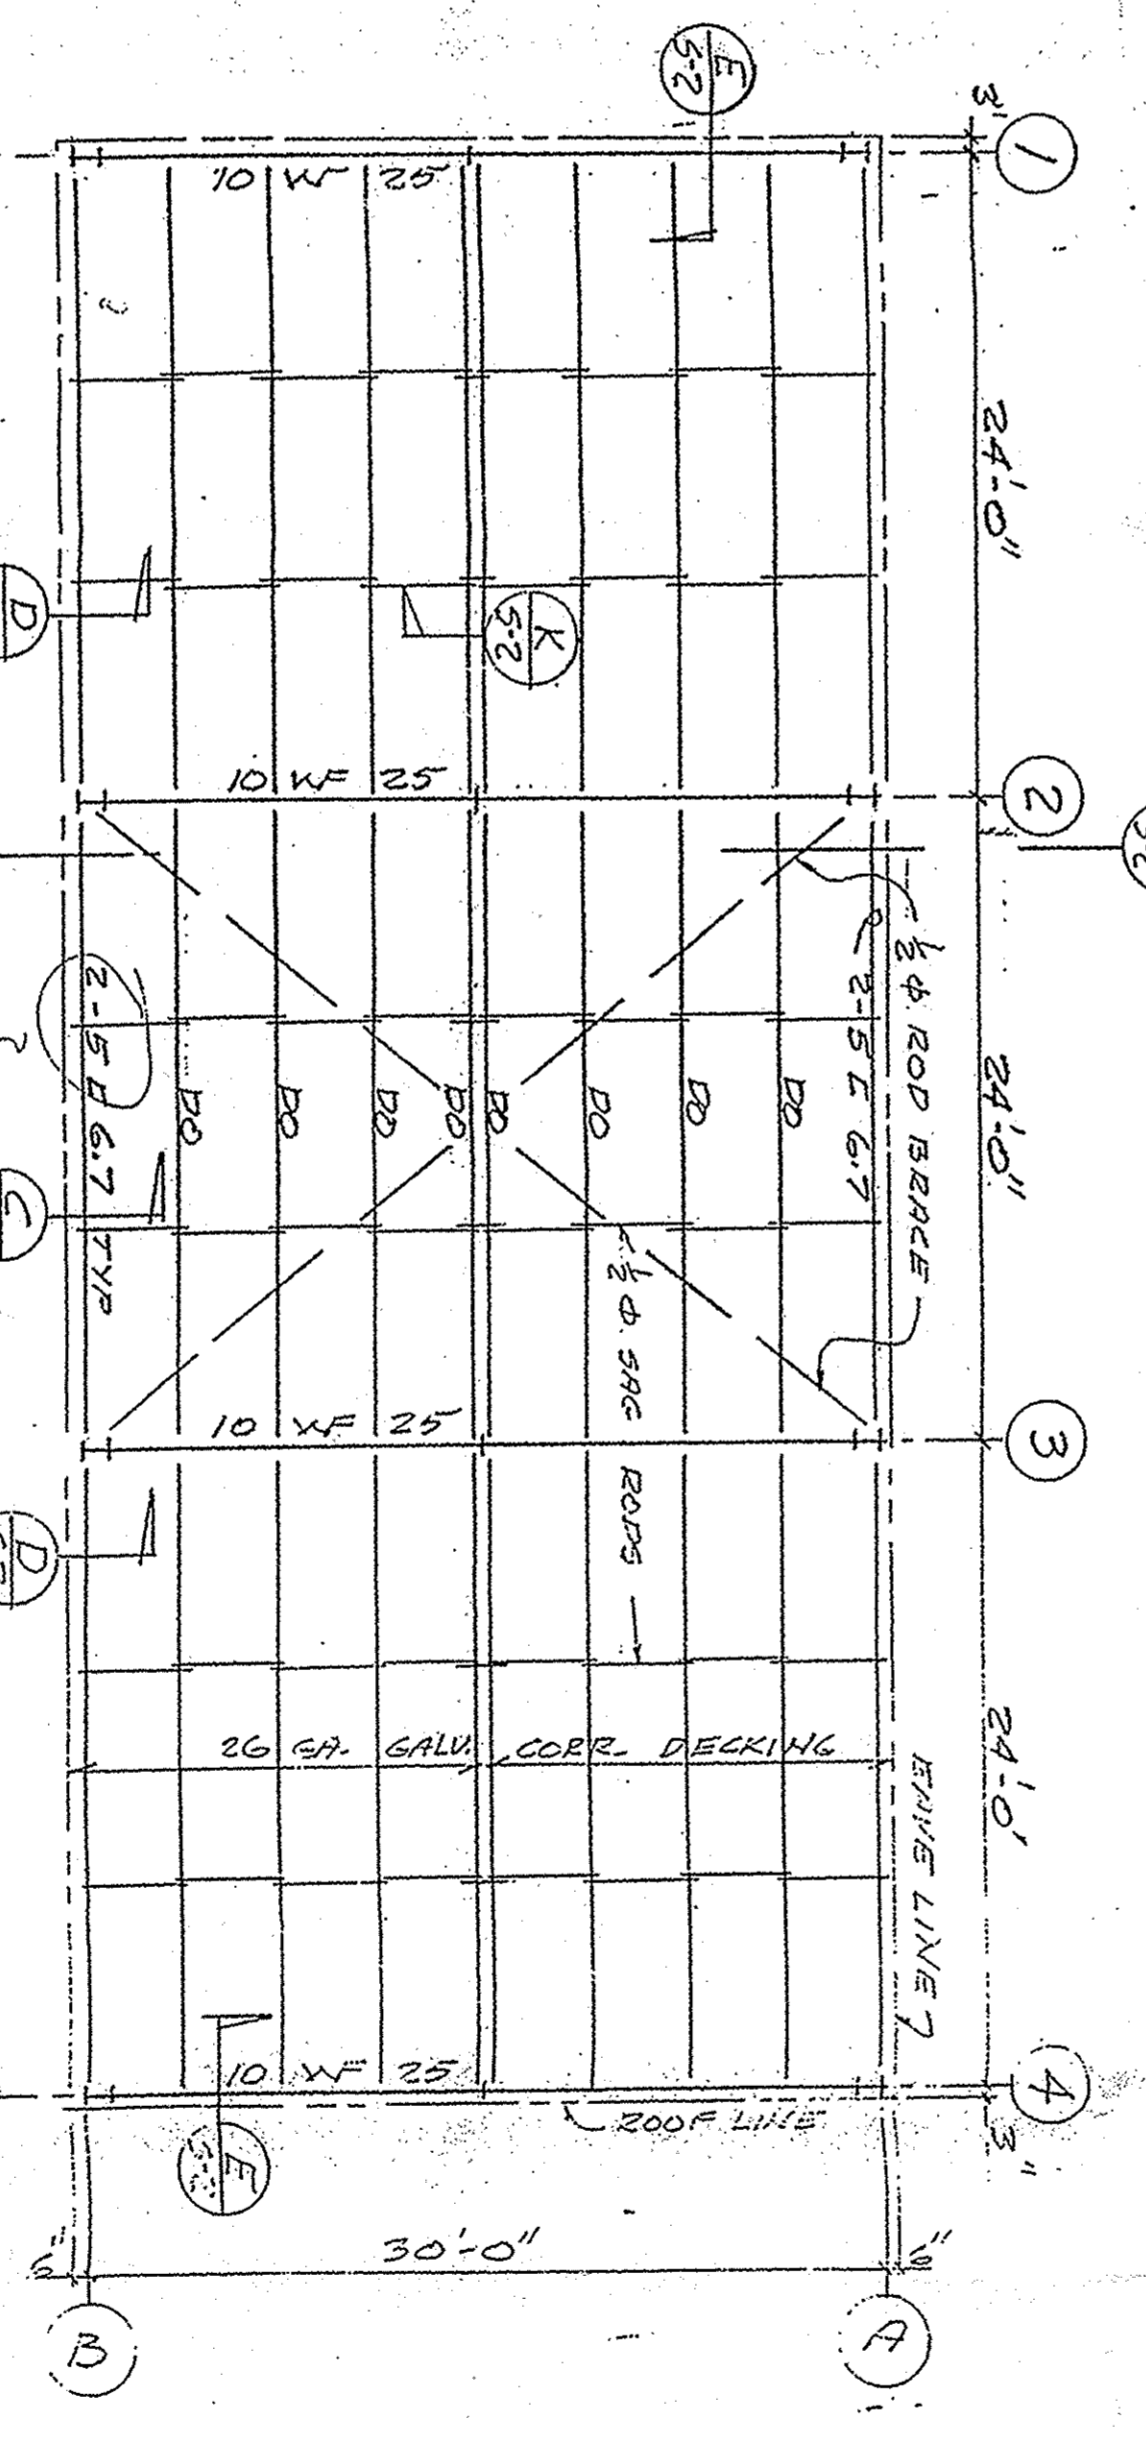 E
5-2
3'
1
10 WF 25
24'-0"
D
K
5-2
10 WF 25
2
1/2 Φ ROD BRACE
2-5 [ 6.7
24'-0"
2-5 [ 6.7 TYP
DO
DO
DO
DO
DO
DO
DO
DO
C
1/2 Φ. SAG RODS
10 WF 25
3
D
26 GA. GALV. CORR. DECKING
24'-0'
EAVE LINE
10 WF 25
4
ROOF LINE
3"
E
6"
30'-0"
6"
B
A